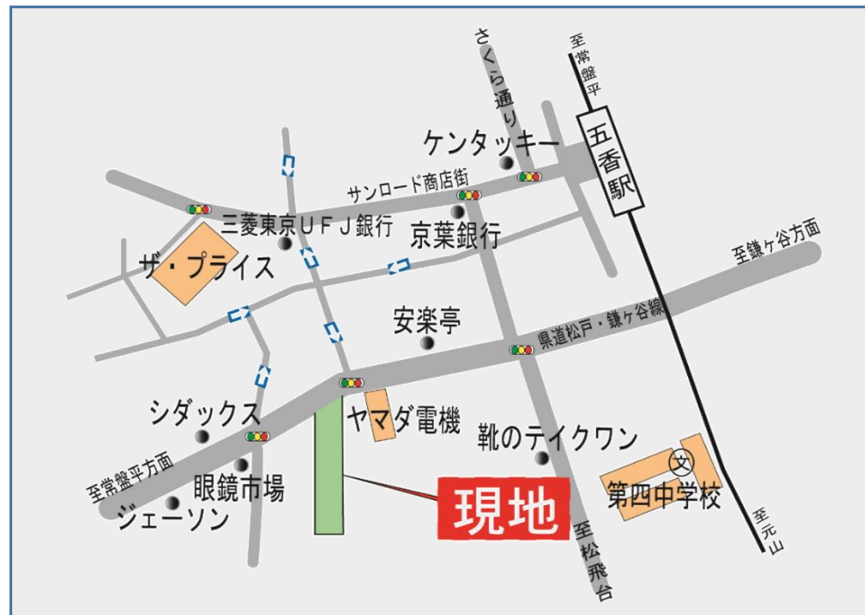 至常盤平
さくら通り
五香駅
ケンタッキー
サンロード商店街
三菱東京UFJ銀行
京葉銀行
ザ・プライス
至鎌ヶ谷方面
安楽亭
県道松戸・鎌ヶ谷線
シダックス
ヤマダ電機
靴のテイクワン
至常盤平方面
眼鏡市場
ジェーソン
現地
文
第四中学校
至松飛台
至元山